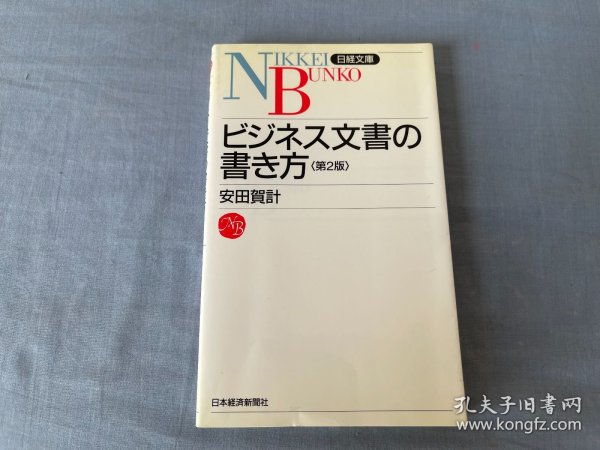 NIKKEI 日経文庫
BUNKO
ビジネス文書の
書き方〈第2版〉
安田賀計
NB
日本経済新聞社
孔夫子旧书网
www.kongfz.com